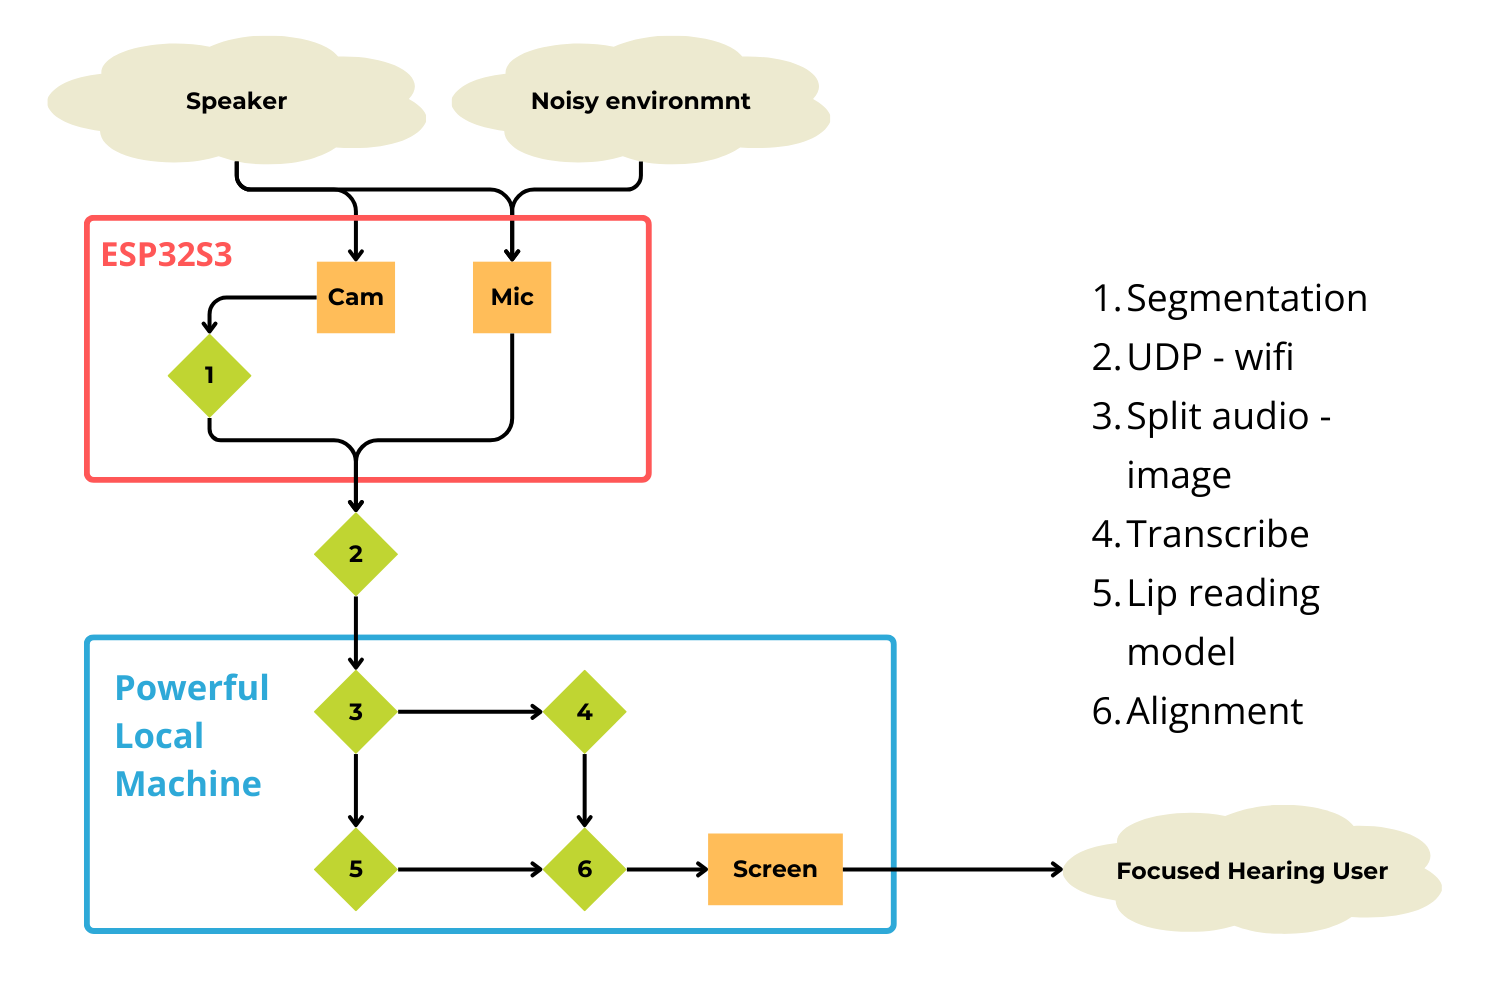 Speaker
Noisy environmnt
ESP32S3
Cam
Mic
1
2
Powerful
Local
Machine
3
4
5
6
Screen
1. Segmentation
2. UDP - wifi
3. Split audio -
image
4. Transcribe
5. Lip reading
model
6. Alignment
Focused Hearing User